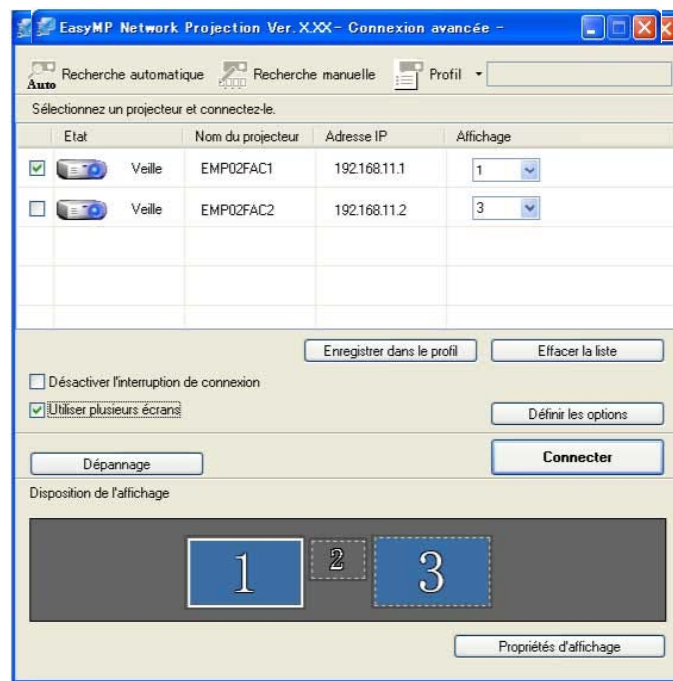 EasyMP Network Projection Ver. X.XX - Connexion avancée -
Auto Recherche automatique Recherche manuelle Profil
Sélectionnez un projecteur et connectez-le.
Etat Nom du projecteur Adresse IP Affichage
Veille EMP02FAC1 192.168.11.1 1
Veille EMP02FAC2 192.168.11.2 3
Enregistrer dans le profil Effacer la liste
Désactiver l'interruption de connexion
Utiliser plusieurs écrans Définir les options
Dépannage Connecter
Disposition de l'affichage
1 2 3
Propriétés d'affichage